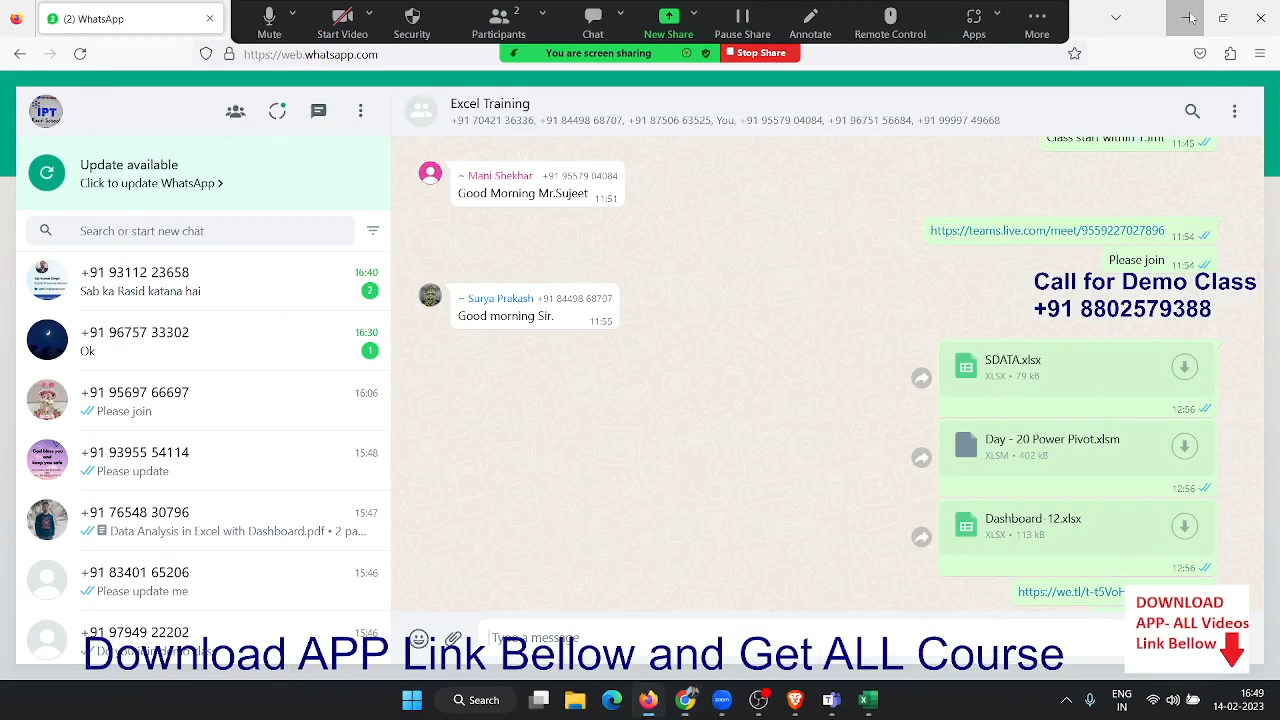 (2) WhatsApp
Mute
Start Video
Security
Participants
2
Chat
New Share
Pause Share
Annotate
Remote Control
Apps
More
https://web.whatsapp.com
You are screen sharing
Stop Share
IPT
Excel Training
+91 70421 36336, +91 84498 68707, +91 87506 63525, You, +91 95579 04084, +91 96751 56684, +91 99997 49668
Update available
Click to update WhatsApp
Search or start new chat
+91 93112 23658
16:40
Sab ka Rasid katana hai
2
+91 96757 33302
16:30
Ok
1
+91 95697 66697
16:06
Please join
+91 93955 54114
15:48
Please update
+91 76548 30796
15:47
Data Analysis in Excel with Dashboard.pdf • 2 pa...
+91 83401 65206
15:46
Please update me
+91 97949 22202
15:46
Class start within 15mt
11:45
~ Mani Shekhar +91 95579 04084
Good Morning Mr.Sujeet
11:51
https://teams.live.com/meet/9559227027896
11:54
Please join
11:54
Call for Demo Class
+91 8802579388
~ Surya Prakash +91 84498 68707
Good morning Sir.
11:55
SDATA.xlsx
XLSX • 79 kB
12:56
Day - 20 Power Pivot.xlsm
XLSM • 402 kB
12:56
Dashboard-12.xlsx
XLSX • 113 kB
12:56
https://we.tl/t-t5VoH
Type a message
DOWNLOAD
APP- ALL Videos
Link Bellow
Download APP Link Bellow and Get ALL Course
Search
zoom
ENG
IN
16:49
14-02-2023